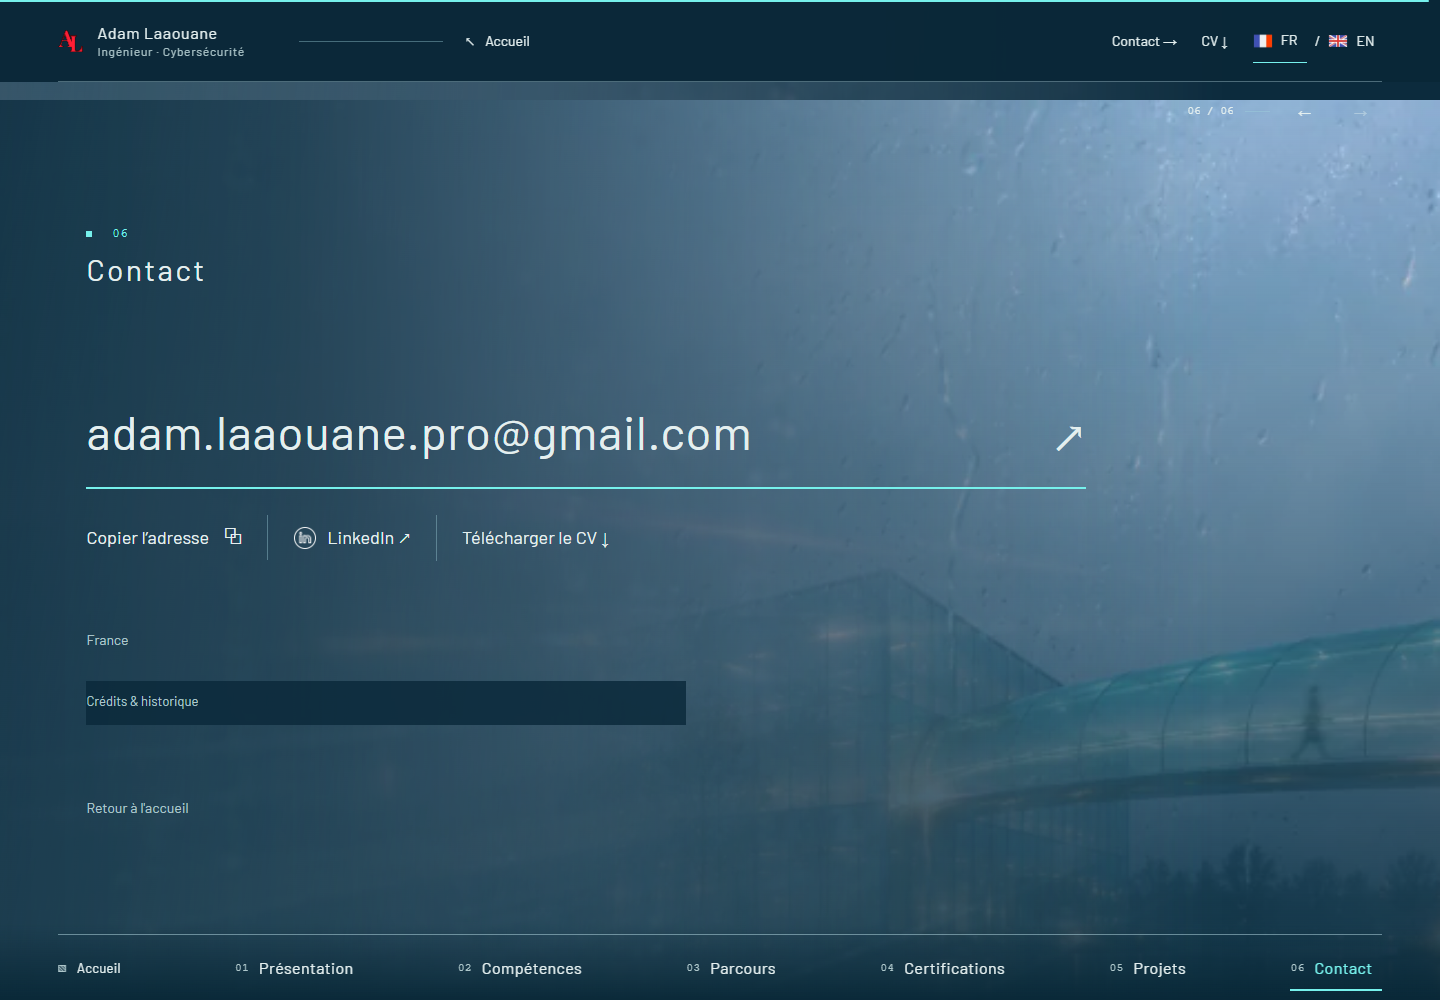 AL Adam Laaouane
Ingénieur · Cybersécurité
↖ Accueil
Contact → CV ↓ FR / EN
06 / 06 ← →
06
Contact
adam.laaouane.pro@gmail.com ↗
Copier l’adresse LinkedIn ↗ Télécharger le CV ↓
France
Crédits & historique
Retour à l'accueil
Accueil 01 Présentation 02 Compétences 03 Parcours 04 Certifications 05 Projets 06 Contact